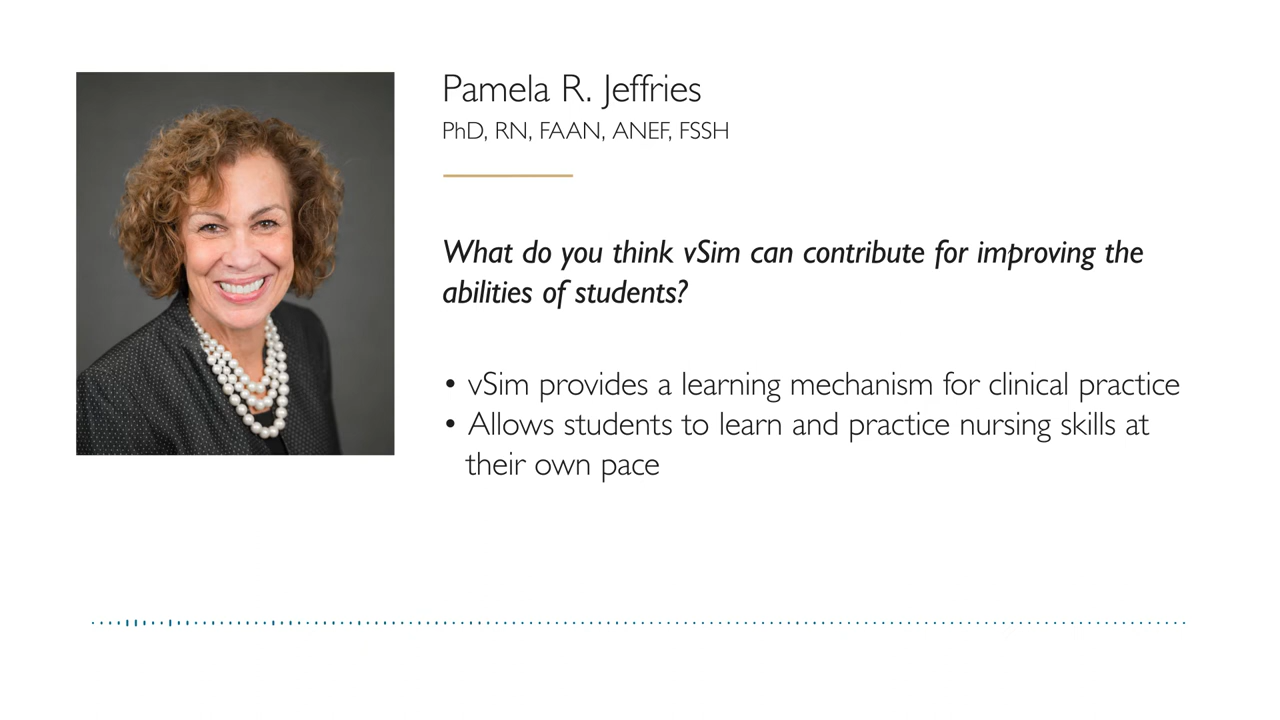 Pamela R. Jeffries
PhD, RN, FAAN, ANEF, FSSH
What do you think vSim can contribute for improving the
abilities of students?
• vSim provides a learning mechanism for clinical practice
• Allows students to learn and practice nursing skills at
their own pace